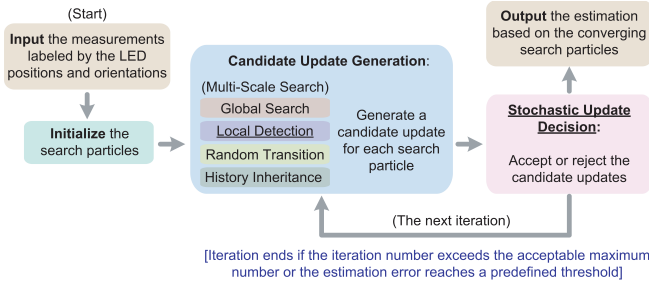 (Start)
Input the measurements
labeled by the LED
positions and orientations
Initialize the
search particles
Candidate Update Generation:
(Multi-Scale Search)
Global Search
Local Detection
Random Transition
History Inheritance
Generate a
candidate update
for each search
particle
Output the estimation
based on the converging
search particles
Stochastic Update
Decision:
Accept or reject the
candidate updates
(The next iteration)
[Iteration ends if the iteration number exceeds the acceptable maximum
number or the estimation error reaches a predefined threshold]